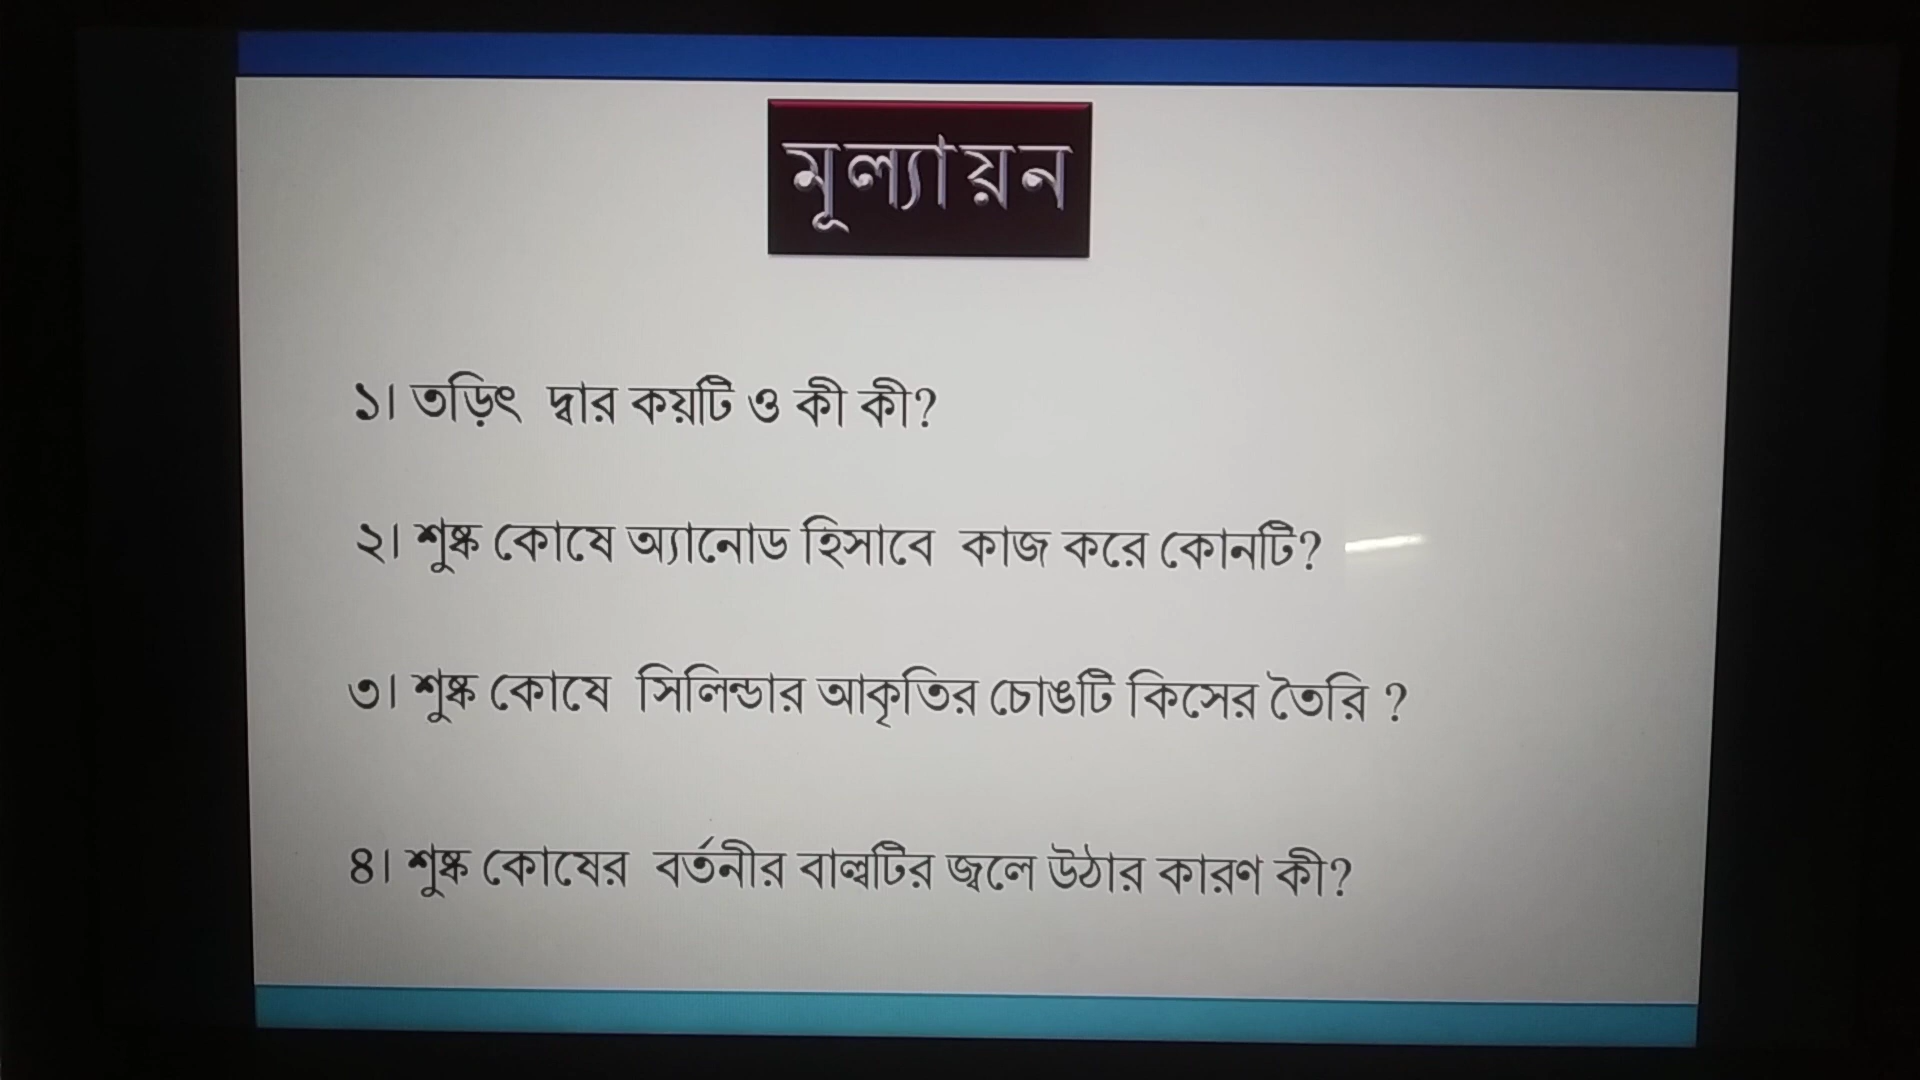 মূল্যায়ন
১। তড়িৎ দ্বার কয়টি ও কী কী?
২। শুষ্ক কোষে অ্যানোড হিসাবে কাজ করে কোনটি?
৩। শুষ্ক কোষে সিলিন্ডার আকৃতির চোঙটি কিসের তৈরি ?
৪। শুষ্ক কোষের বর্তনীর বাল্বটির জ্বলে উঠার কারণ কী?